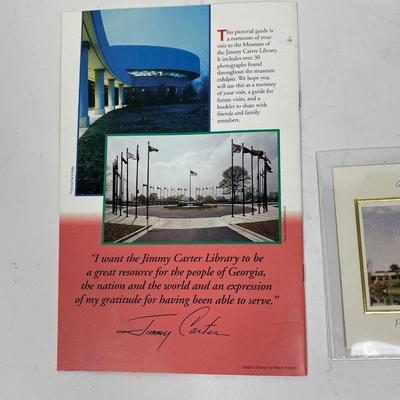 This pictorial guide is
a memento of your
visit to the Museum of
the Jimmy Carter Library.
It includes over 30
photographs found
throughout the museum
exhibits. We hope you
will use this as a memory
of your visit, a guide for
future visits, and a
booklet to share with
friends and family
members.
"I want the Jimmy Carter Library to be
a great resource for the people of Georgia,
the nation and the world and an expression
of my gratitude for having been able to serve."
Jimmy Carter
Graphic Design by Ralph